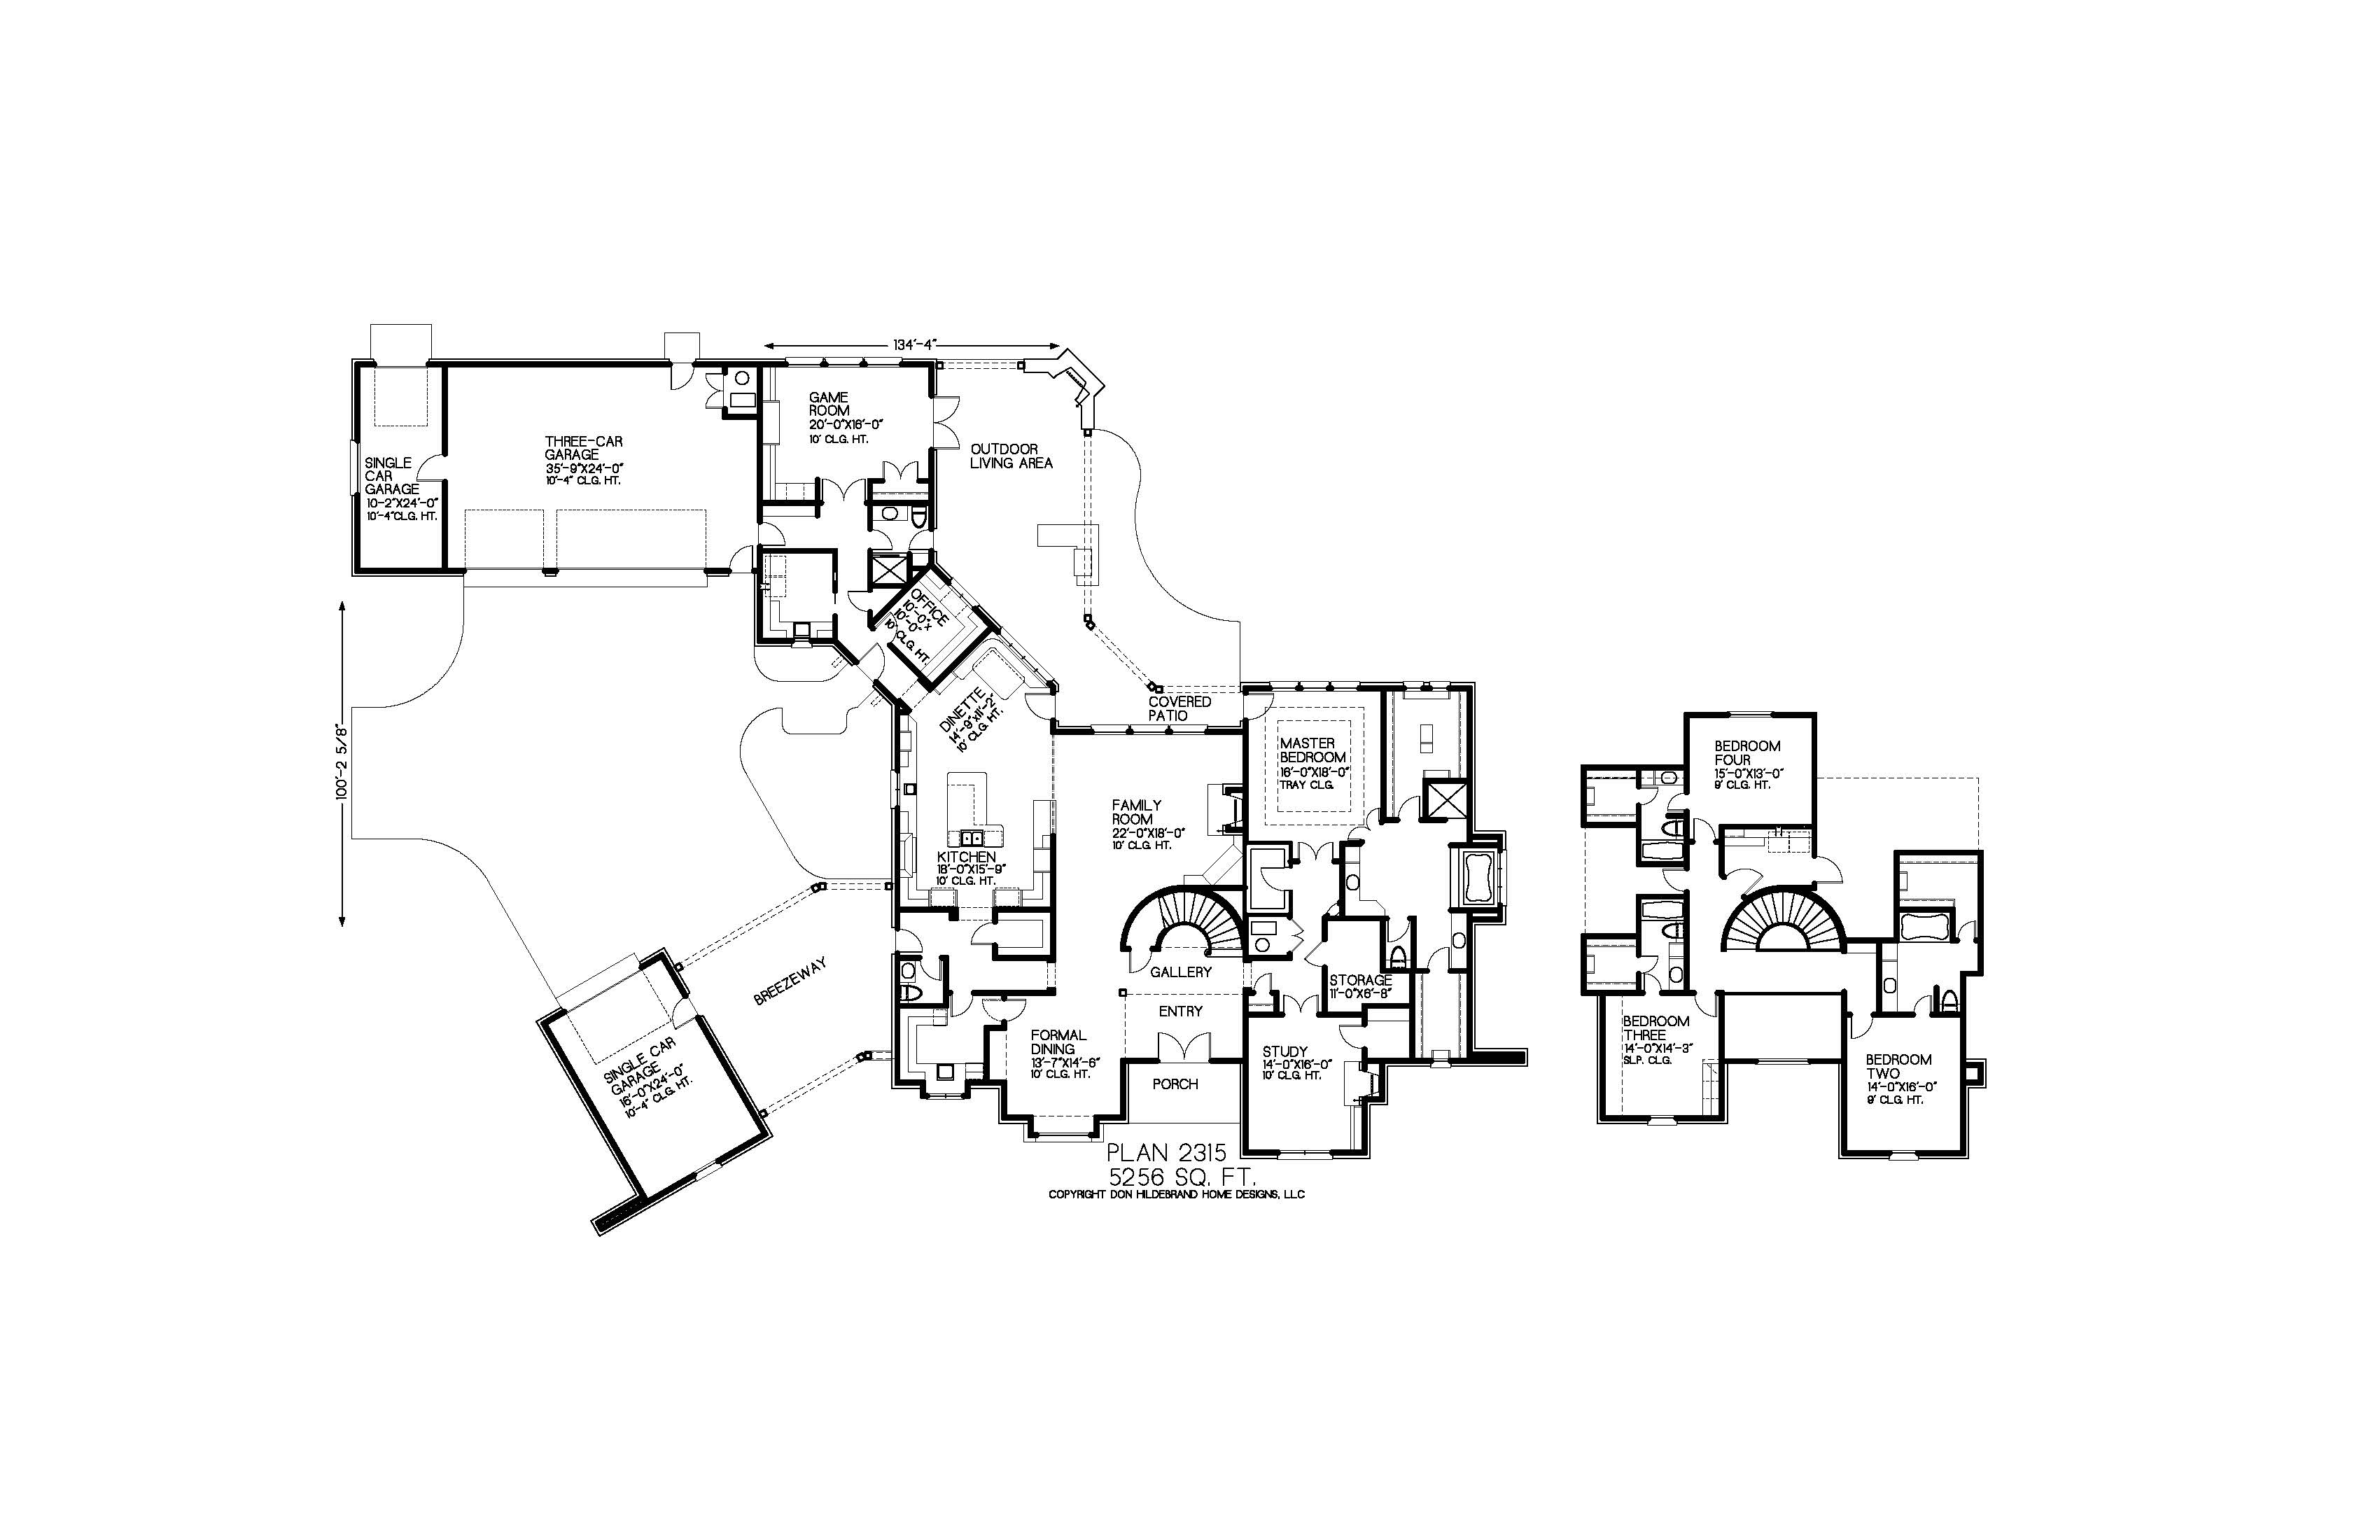 134'-4"
GAME
ROOM
20'-0"X16'-0"
10' CLG. HT.
THREE-CAR
GARAGE
35'-9"X24'-0"
10'-4" CLG. HT.
SINGLE
CAR
GARAGE
10-2"X24'-0"
10'-4"CLG. HT.
OUTDOOR
LIVING AREA
OFFICE
10'-0"X
10'-0"
10' CLG. HT.
100'-2 5/8"
DINETTE
14'-9"X11'-2"
10' CLG. HT.
COVERED
PATIO
MASTER
BEDROOM
16'-0"X18'-0"
TRAY CLG.
FAMILY
ROOM
22'-0"X18'-0"
10' CLG. HT.
KITCHEN
18'-0"X15'-9"
10' CLG. HT.
BREEZEWAY
GALLERY
STORAGE
11'-0"X6'-8"
ENTRY
FORMAL
DINING
13'-7"X14'-6"
10' CLG. HT.
STUDY
14'-0"X16'-0"
10' CLG. HT.
PORCH
SINGLE CAR
GARAGE
16'-0"X24'-0"
10'-4" CLG. HT.
BEDROOM
FOUR
15'-0"X13'-0"
9' CLG. HT.
BEDROOM
THREE
14'-0"X14'-3"
SLP. CLG.
BEDROOM
TWO
14'-0"X16'-0"
9' CLG. HT.
PLAN 2315
5256 SQ. FT.
COPYRIGHT DON HILDEBRAND HOME DESIGNS, LLC